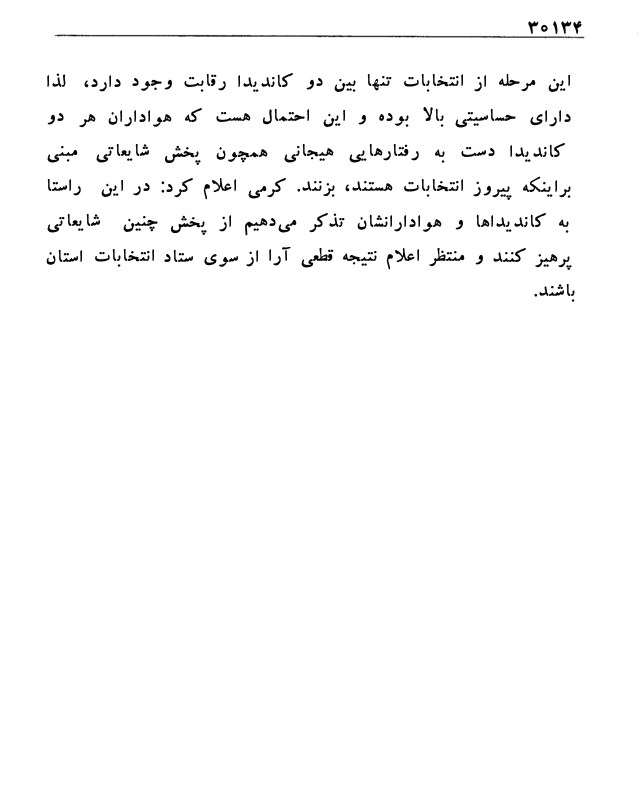 ۳۰۱۳۴
این مرحله از انتخابات تنها بین دو کاندیدا رقابت وجود دارد، لذا
دارای حساسیتی بالا بوده و این احتمال هست که هواداران هر دو
کاندیدا دست به رفتارهایی هیجانی همچون پخش شایعاتی مبنی
براینکه پیروز انتخابات هستند، بزنند. کرمی اعلام کرد: در این راستا
به کاندیداها و هوادارانشان تذکر می‌دهیم از پخش چنین شایعاتی
پرهیز کنند و منتظر اعلام نتیجه قطعی آرا از سوی ستاد انتخابات استان
باشند.